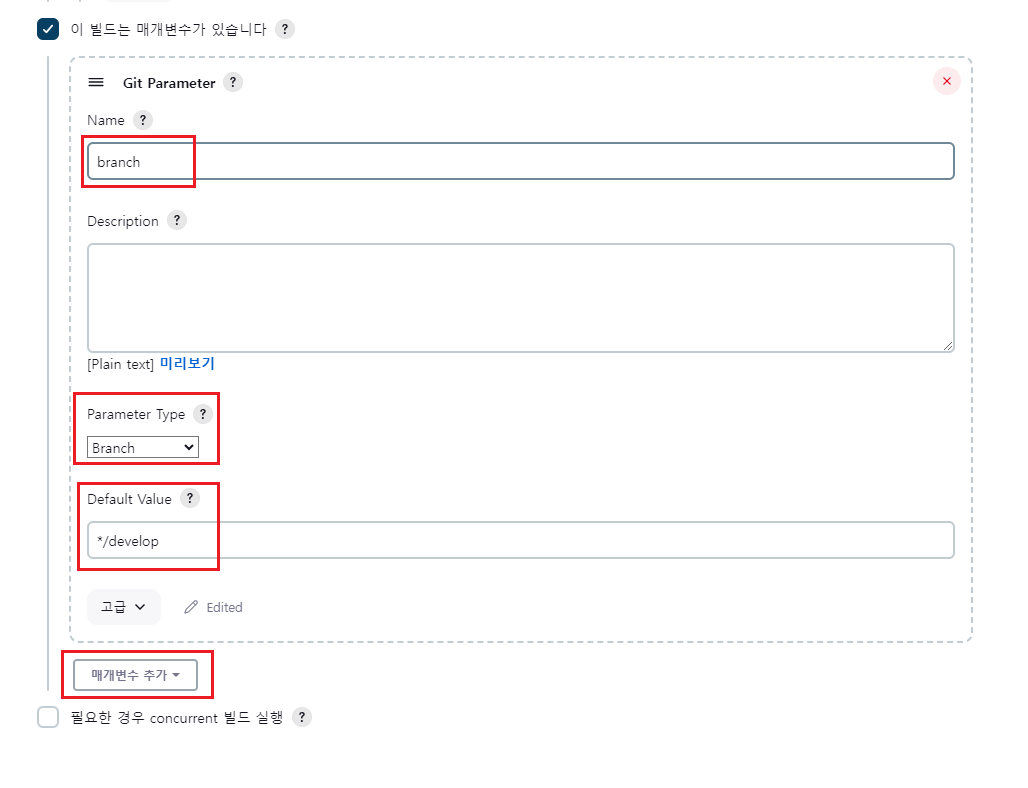 이 빌드는 매개변수가 있습니다 ?
Git Parameter ?
Name ?
branch
Description ?
[Plain text] 미리보기
Parameter Type ?
Branch
Default Value ?
*/develop
고급 Edited
매개변수 추가
필요한 경우 concurrent 빌드 실행 ?